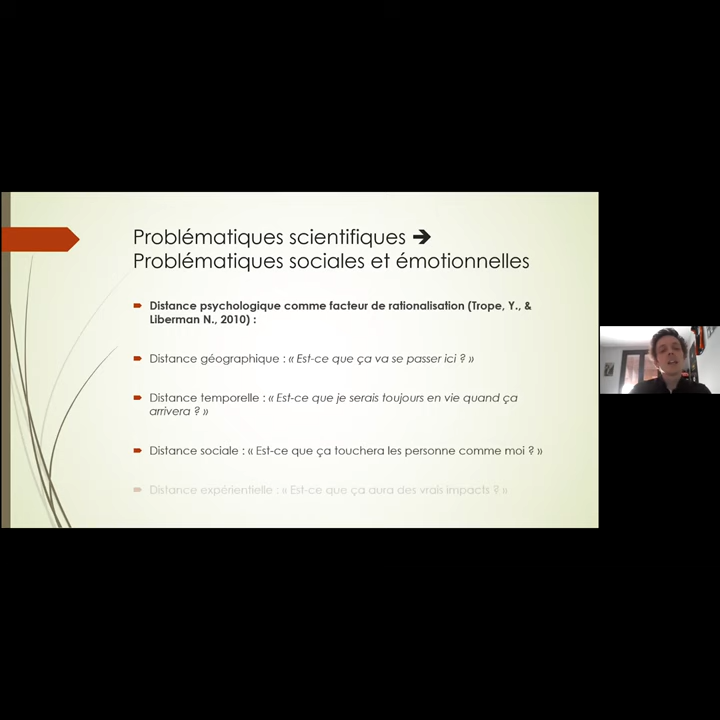 Problématiques scientifiques ➔
Problématiques sociales et émotionnelles
Distance psychologique comme facteur de rationalisation (Trope, Y., &
Liberman N., 2010) :
Distance géographique : « Est-ce que ça va se passer ici ? »
Distance temporelle : « Est-ce que je serais toujours en vie quand ça
arrivera ? »
Distance sociale : « Est-ce que ça touchera les personne comme moi ? »
Distance expérientielle : « Est-ce que ça aura des vrais impacts ? »